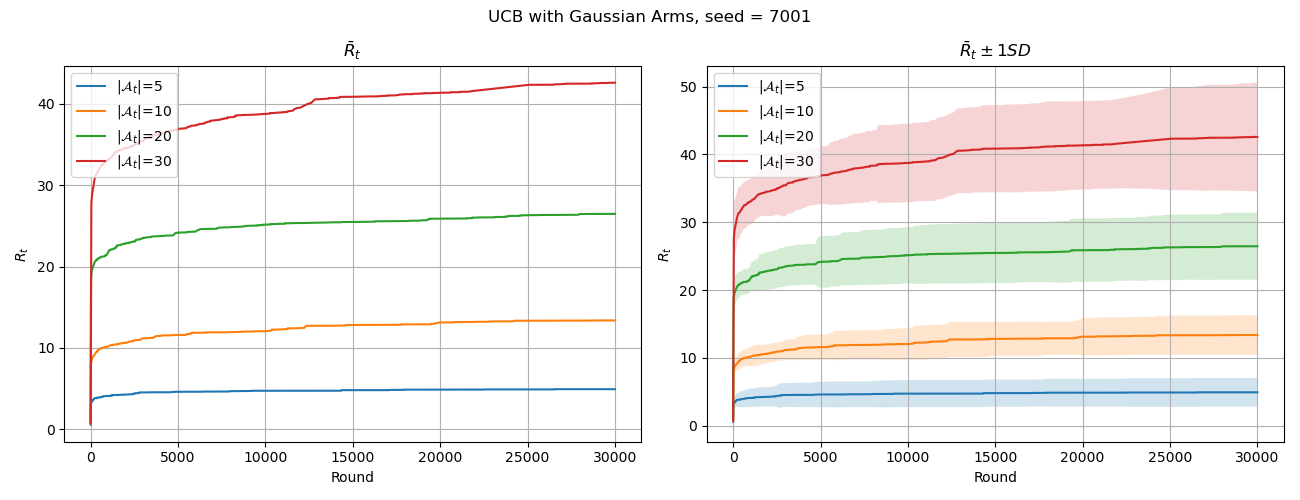 UCB with Gaussian Arms, seed = 7001
R̄ₜ
|𝒜ₜ|=5
|𝒜ₜ|=10
|𝒜ₜ|=20
|𝒜ₜ|=30
Rₜ
40
30
20
10
0
0 5000 10000 15000 20000 25000 30000
Round
R̄ₜ ± 1SD
|𝒜ₜ|=5
|𝒜ₜ|=10
|𝒜ₜ|=20
|𝒜ₜ|=30
Rₜ
50
40
30
20
10
0
0 5000 10000 15000 20000 25000 30000
Round